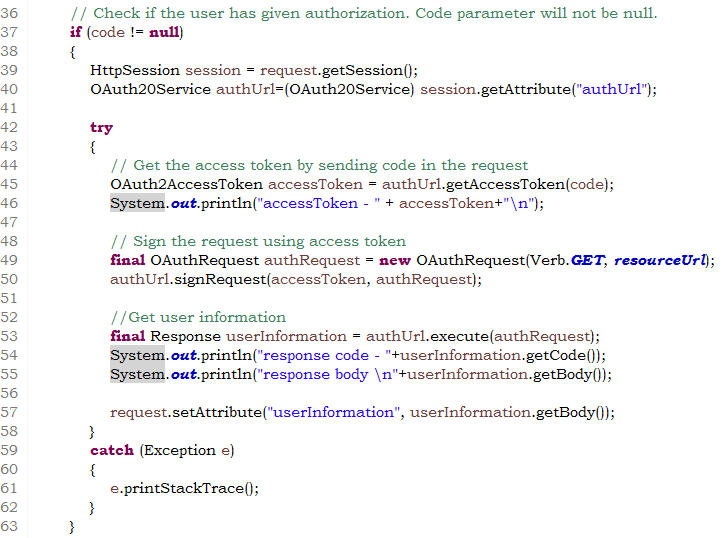 36 // Check if the user has given authorization. Code parameter will not be null.
37 if (code != null)
38 {
39 HttpSession session = request.getSession();
40 OAuth20Service authUrl=(OAuth20Service) session.getAttribute("authUrl");
41
42 try
43 {
44 // Get the access token by sending code in the request
45 OAuth2AccessToken accessToken = authUrl.getAccessToken(code);
46 System.out.println("accessToken - " + accessToken+"\n");
47
48 // Sign the request using access token
49 final OAuthRequest authRequest = new OAuthRequest(Verb.GET, resourceUrl);
50 authUrl.signRequest(accessToken, authRequest);
51
52 //Get user information
53 final Response userInformation = authUrl.execute(authRequest);
54 System.out.println("response code - "+userInformation.getCode());
55 System.out.println("response body \n"+userInformation.getBody());
56
57 request.setAttribute("userInformation", userInformation.getBody());
58 }
59 catch (Exception e)
60 {
61 e.printStackTrace();
62 }
63 }